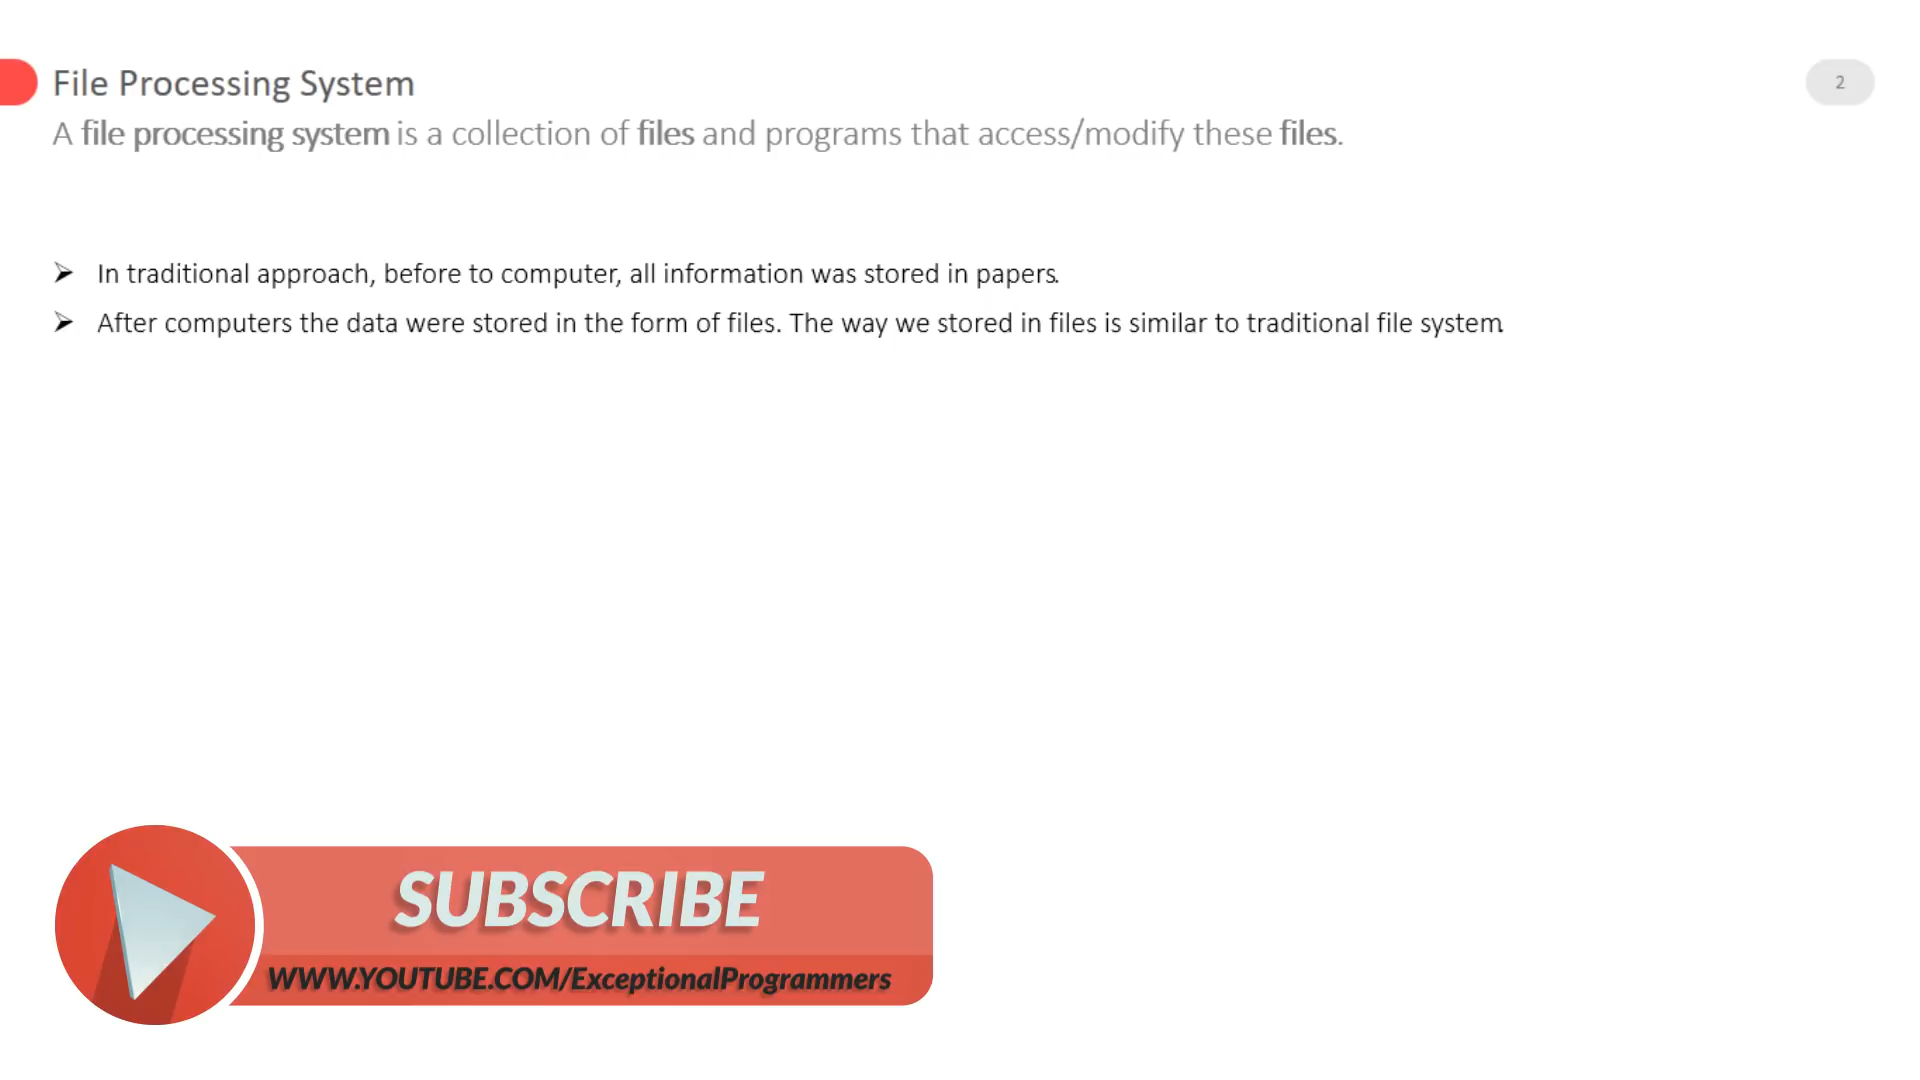 File Processing System
2
A file processing system is a collection of files and programs that access/modify these files.
➢ In traditional approach, before to computer, all information was stored in papers.
➢ After computers the data were stored in the form of files. The way we stored in files is similar to traditional file system.
SUBSCRIBE
WWW.YOUTUBE.COM/ExceptionalProgrammers